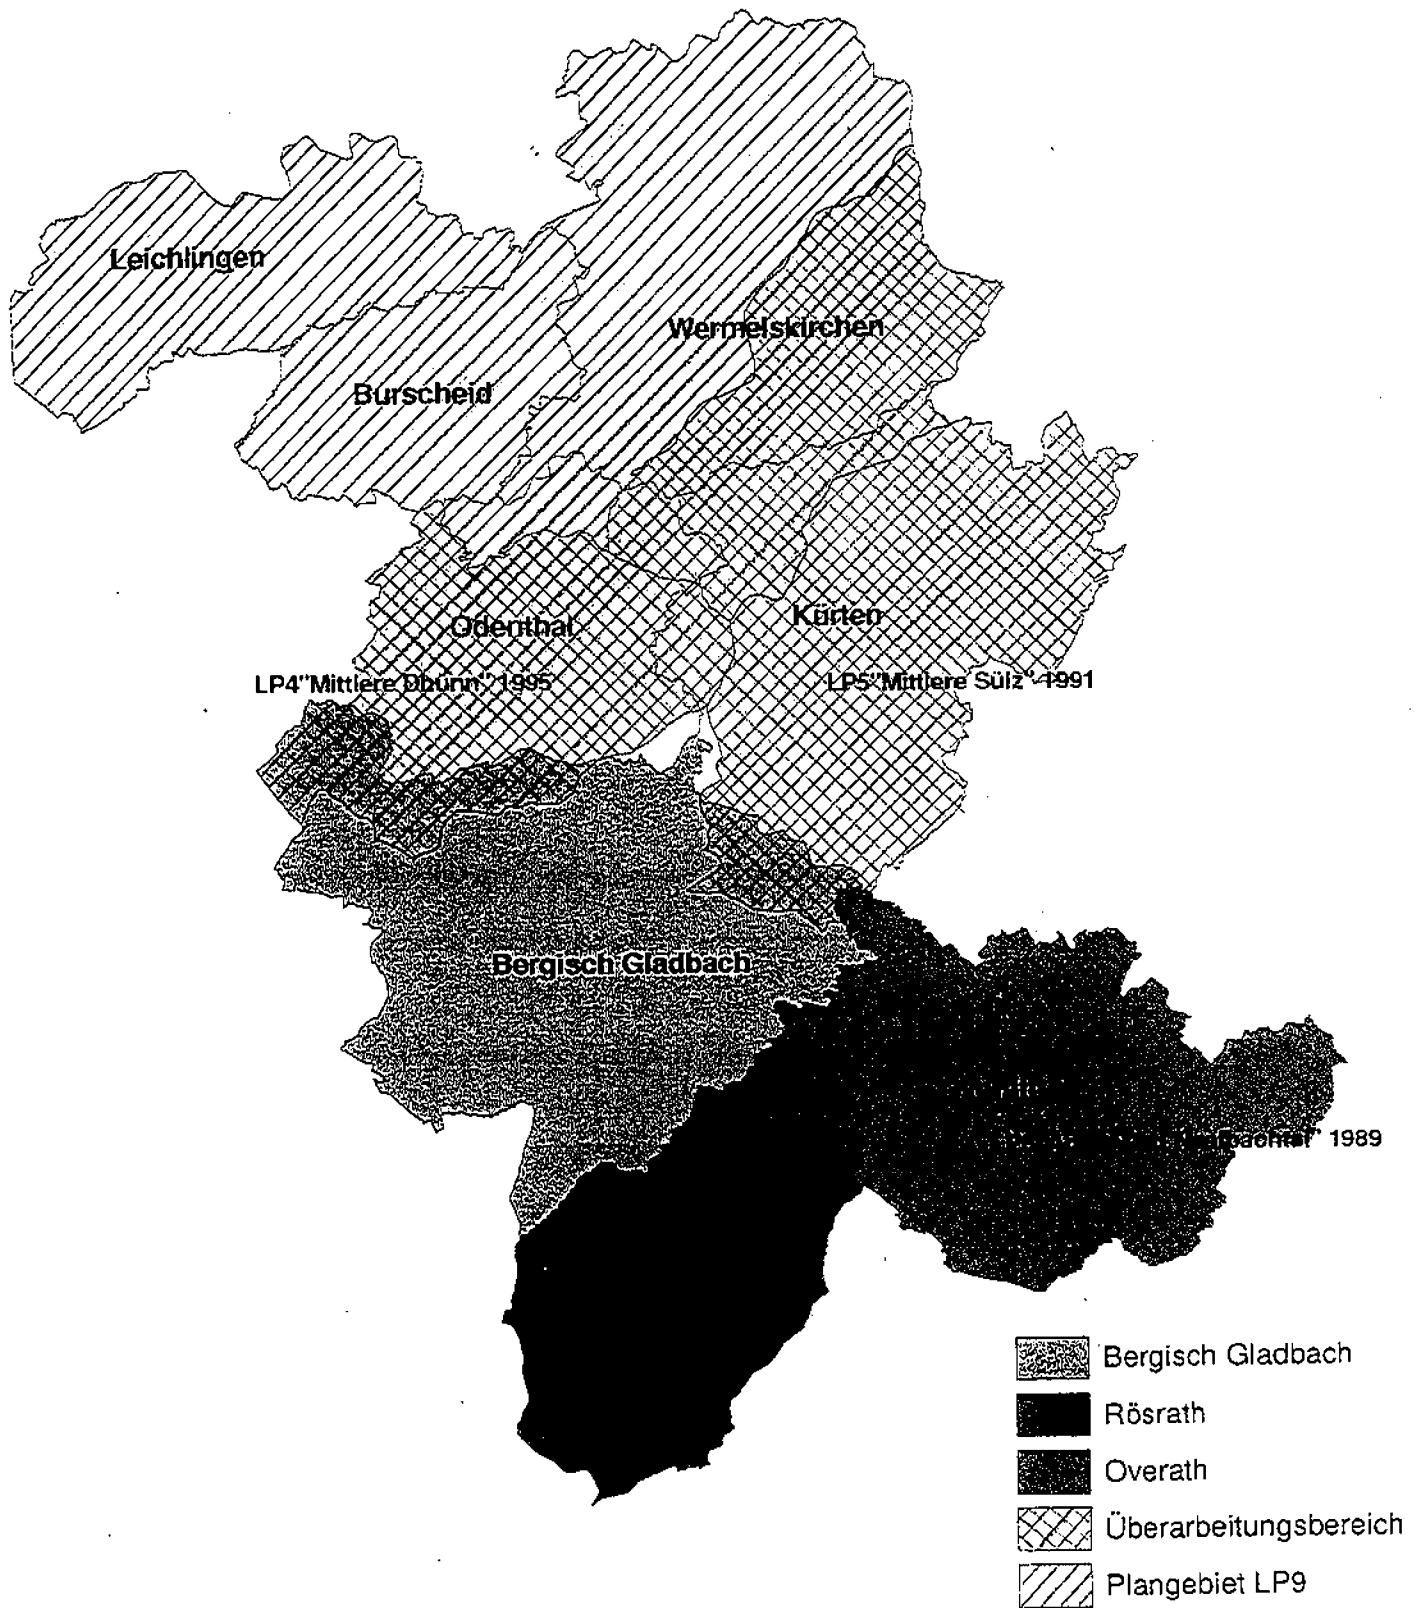 Leichlingen
Wermelskirchen
Burscheid
Odenthal
Kürten
LP4"Mittlere Dhünn" 1995
LP5"Mittlere Sülz" 1991
Bergisch Gladbach
1989
Bergisch Gladbach
Rösrath
Overath
Überarbeitungsbereich
Plangebiet LP9